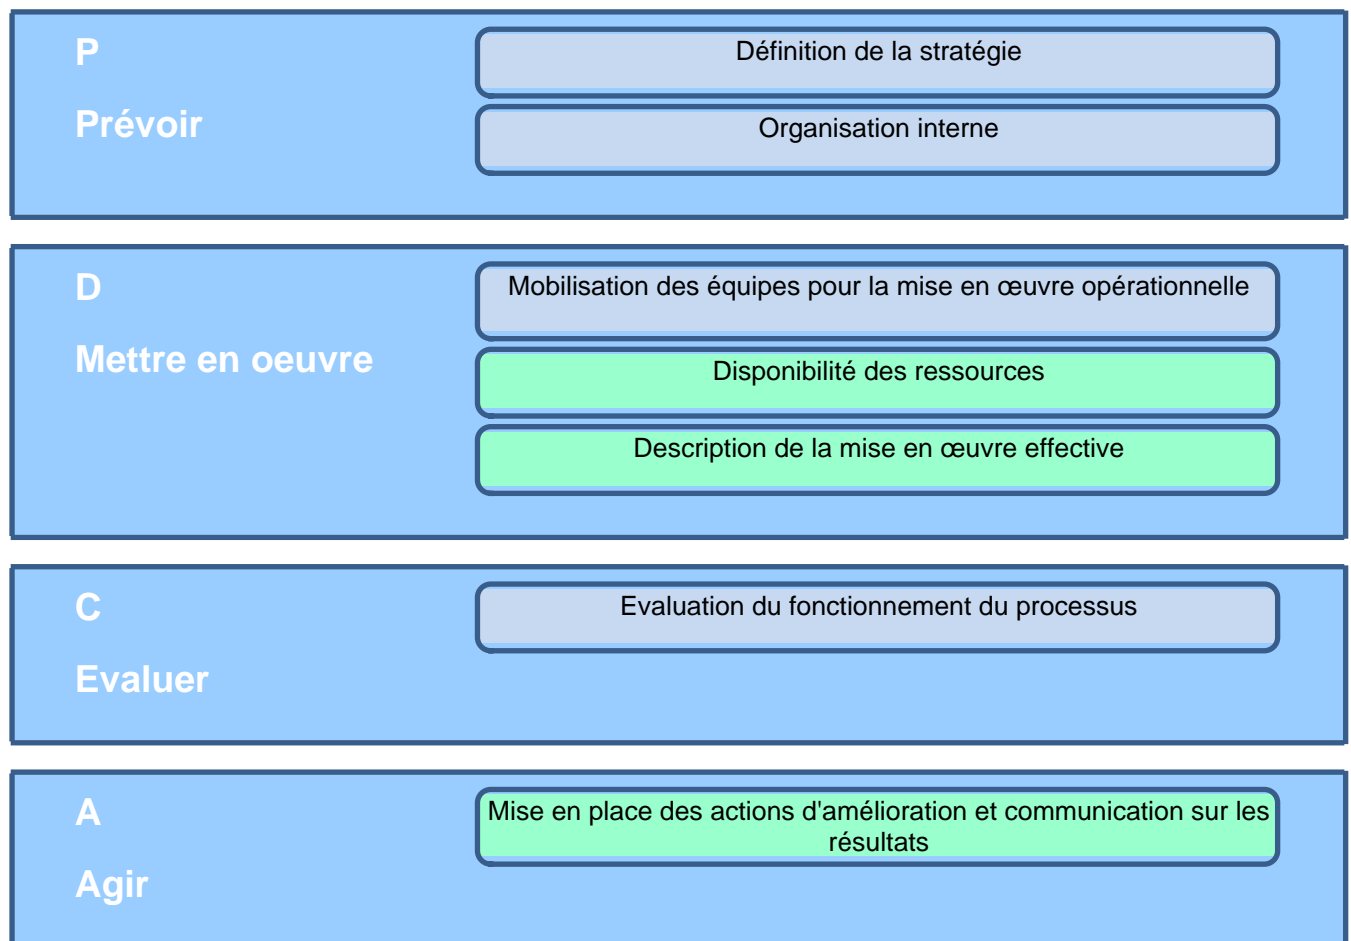 P
Prévoir
Définition de la stratégie
Organisation interne
D
Mettre en oeuvre
Mobilisation des équipes pour la mise en œuvre opérationnelle
Disponibilité des ressources
Description de la mise en œuvre effective
C
Evaluer
Evaluation du fonctionnement du processus
A
Agir
Mise en place des actions d'amélioration et communication sur les
résultats